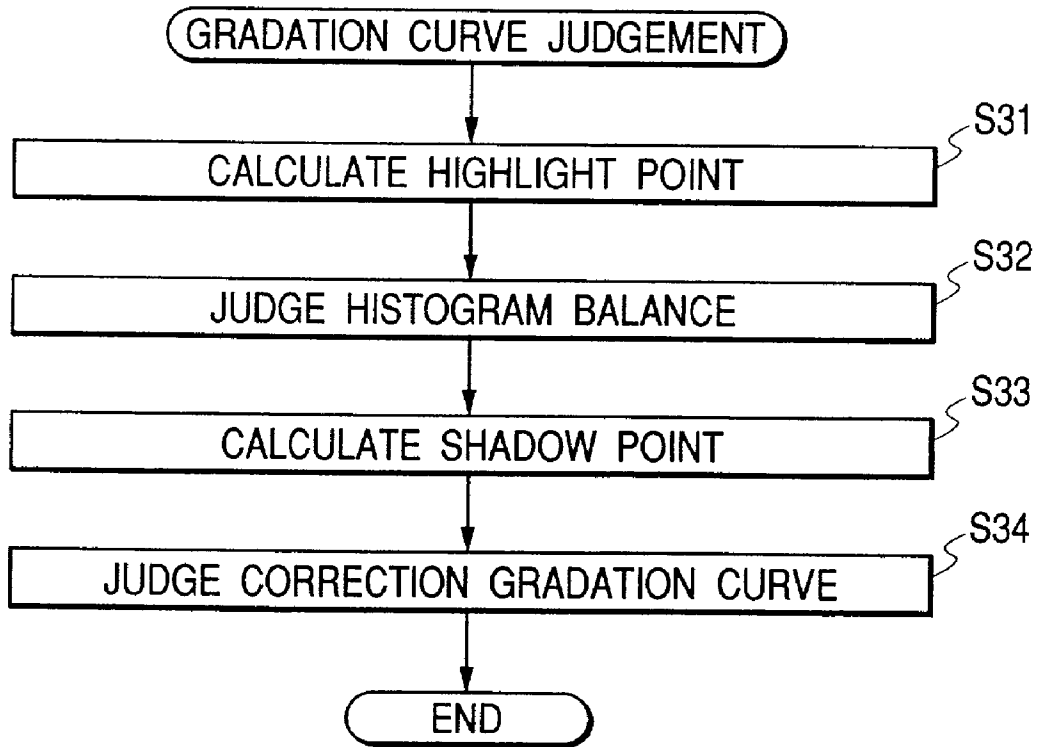 GRADATION CURVE JUDGEMENT
S31
CALCULATE HIGHLIGHT POINT
S32
JUDGE HISTOGRAM BALANCE
S33
CALCULATE SHADOW POINT
S34
JUDGE CORRECTION GRADATION CURVE
END